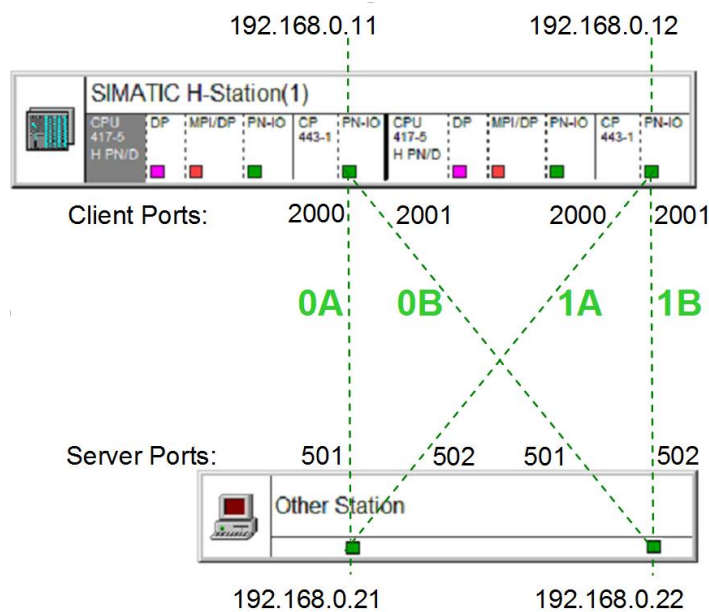 192.168.0.11 192.168.0.12
SIMATIC H-Station(1)
CPU 417-5 H PN/D DP MPI/DP PN-IO CP 443-1 PN-IO CPU 417-5 H PN/D DP MPI/DP PN-IO CP 443-1 PN-IO
Client Ports: 2000 2001 2000 2001
0A 0B 1A 1B
Server Ports: 501 502 501 502
Other Station
192.168.0.21 192.168.0.22